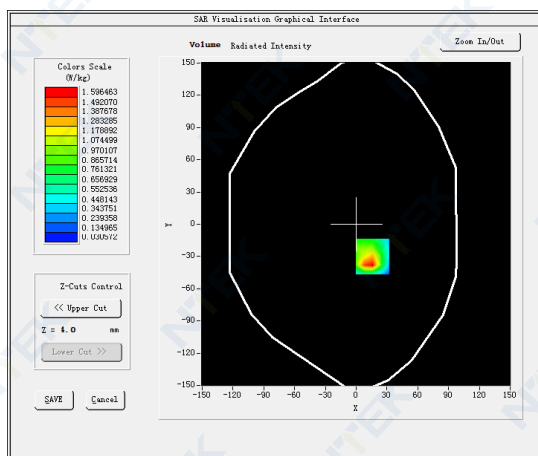 SAR Visualisation Graphical Interface
Volume Radiated Intensity
Zoom In/Out
Colors Scale
(W/kg)
1.596463
1.492070
1.387678
1.283285
1.178892
1.074499
0.970107
0.865714
0.761321
0.656929
0.552536
0.448143
0.343751
0.239358
0.134965
0.030572
Z-Cuts Control
<< Upper Cut
Z = 4.0 mm
Lower Cut >>
SAVE
Cancel
150
120
90
60
30
0
-30
-60
-90
-120
-150
Y
-150 -120 -90 -60 -30 0 30 60 90 120 150
X
NTEK